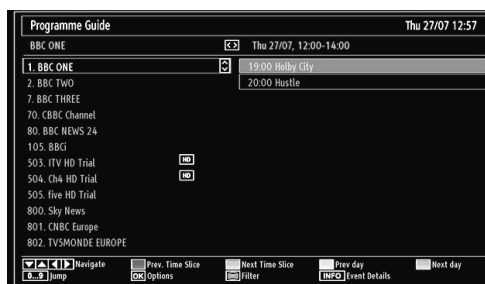 Programme Guide Thu 27/07 12:57
BBC ONE Thu 27/07, 12:00-14:00
1. BBC ONE 19:00 Holby City
2. BBC TWO 20:00 Hustle
7. BBC THREE
70. CBBC Channel
80. BBC NEWS 24
105. BBCi
503. ITV HD Trial HD
504. Ch4 HD Trial HD
505. five HD Trial
800. Sky News
801. CNBC Europe
802. TV5MONDE EUROPE
Navigate Prev. Time Slice Next Time Slice Prev day Next day
0...9 Jump OK Options Filter INFO Event Details